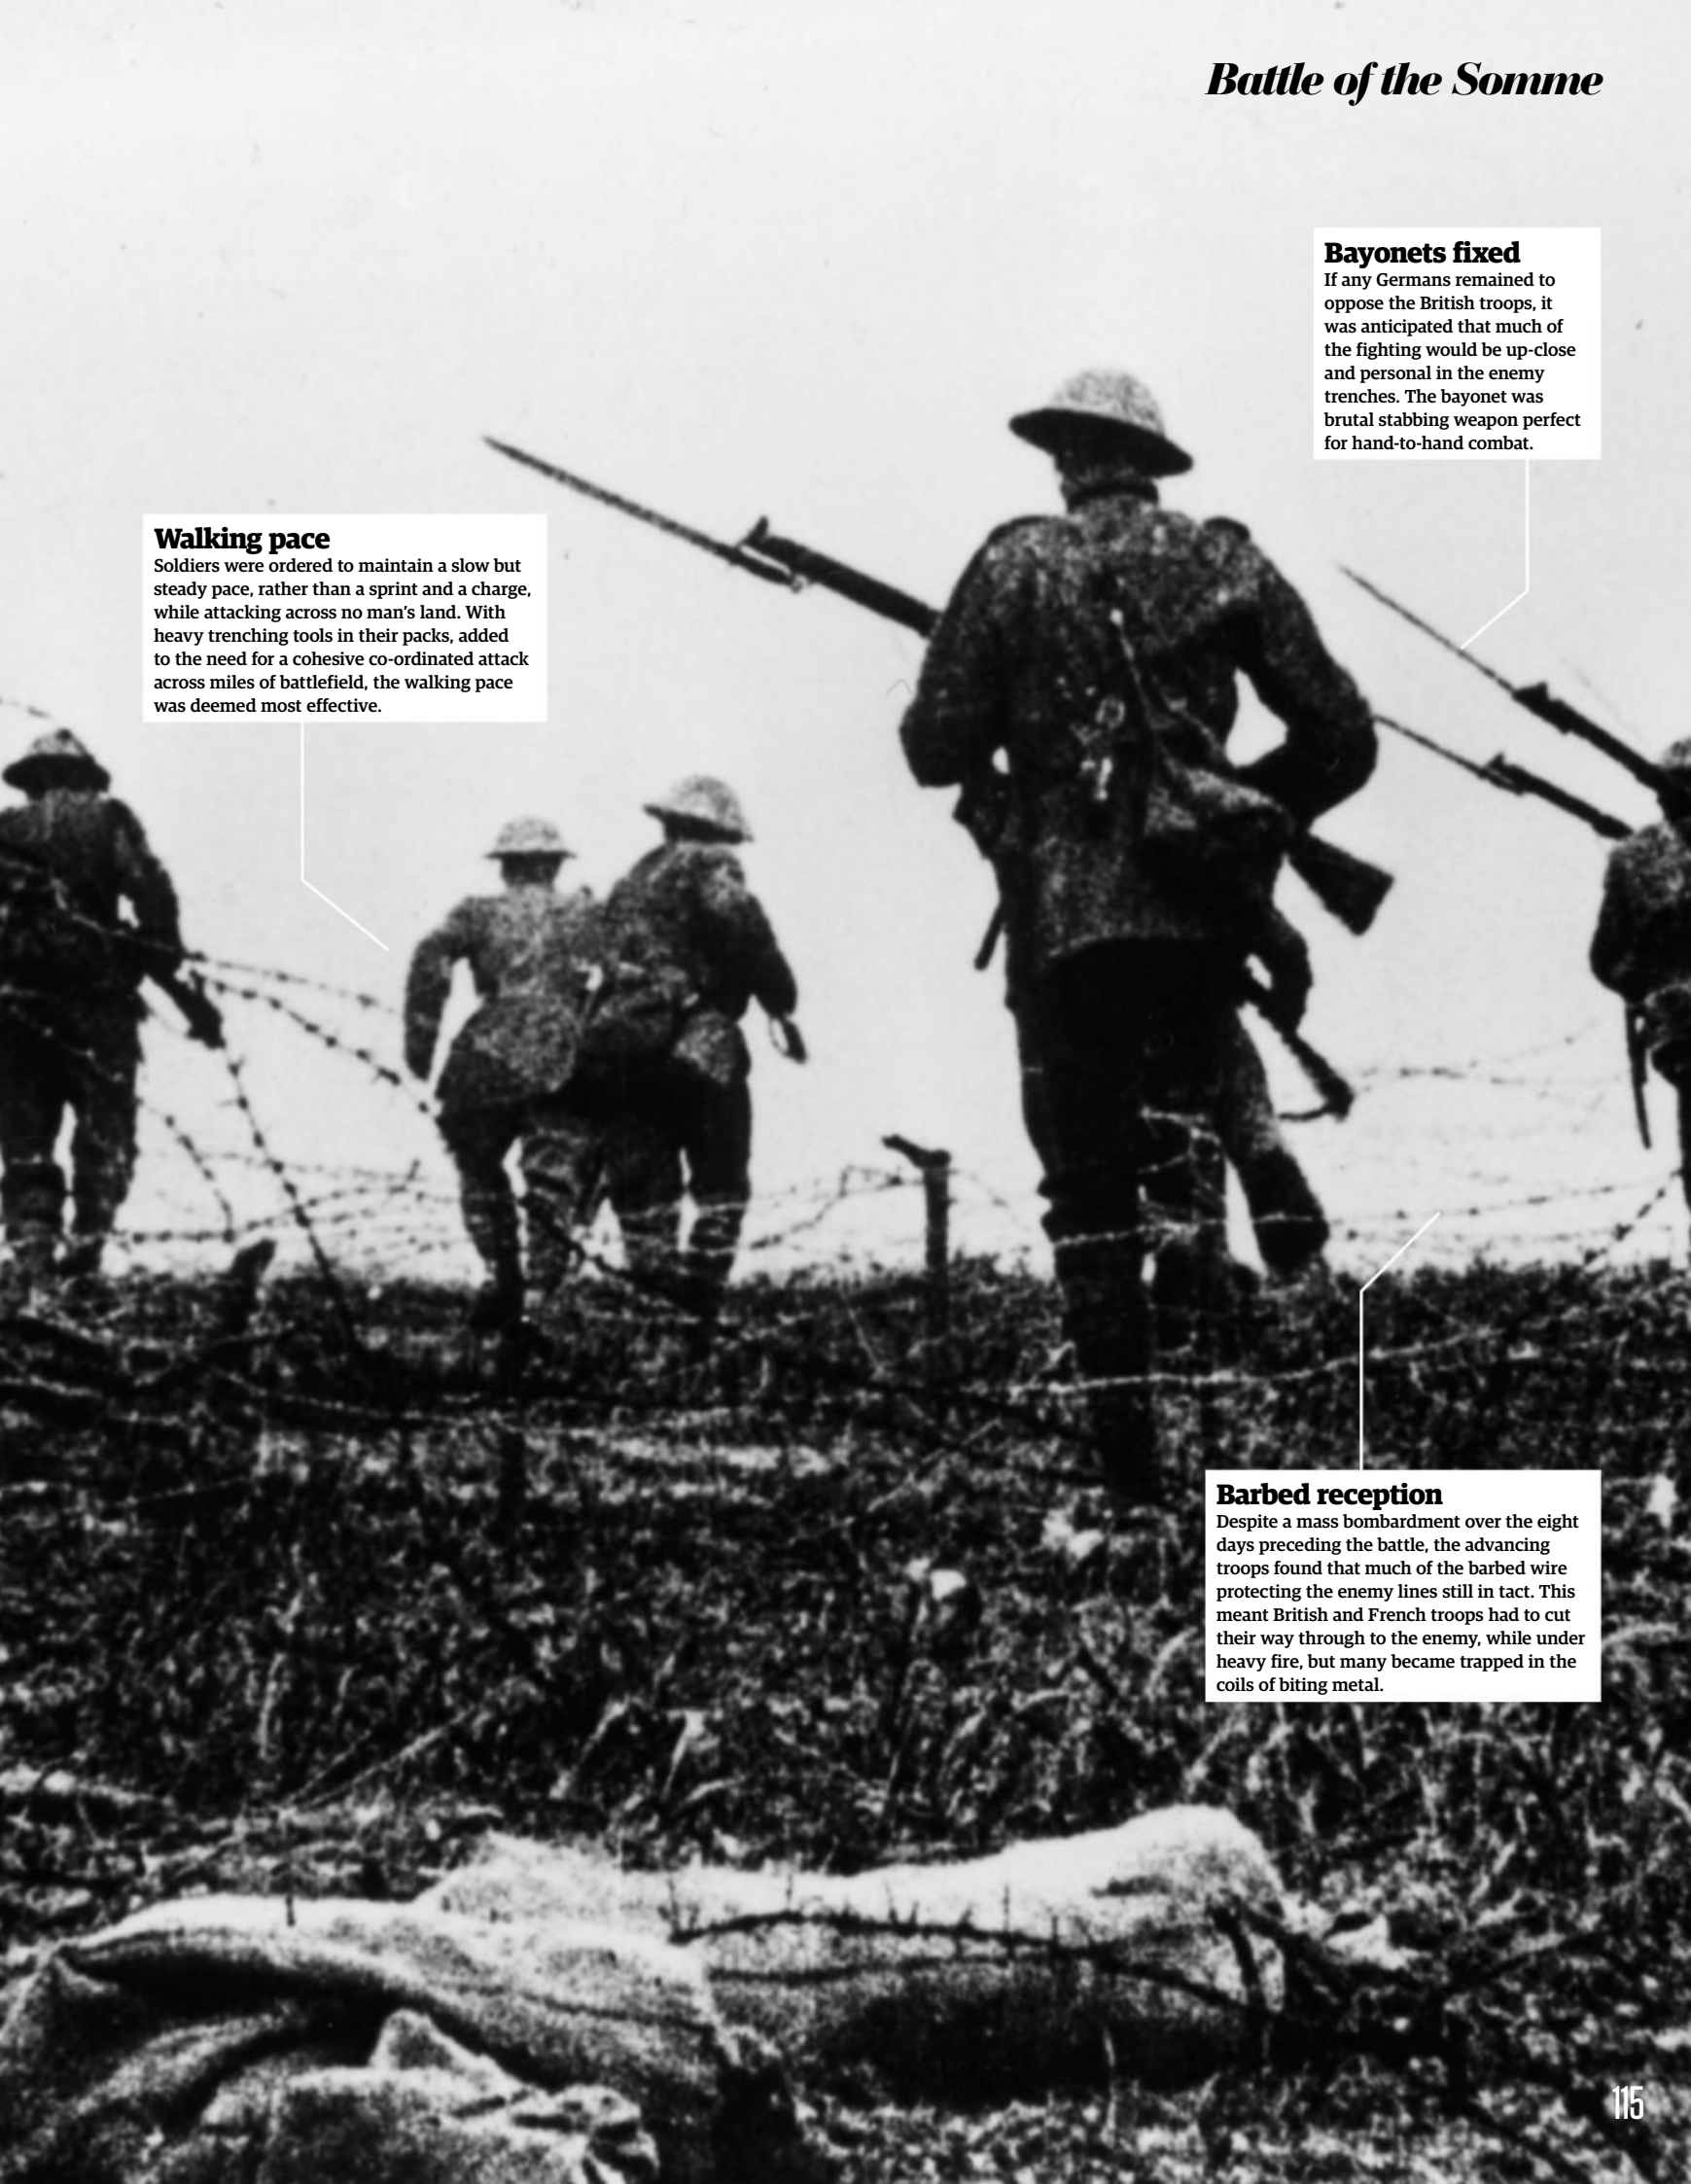 Battle of the Somme
Bayonets fixed
If any Germans remained to
oppose the British troops, it
was anticipated that much of
the fighting would be up-close
and personal in the enemy
trenches. The bayonet was
brutal stabbing weapon perfect
for hand-to-hand combat.
Walking pace
Soldiers were ordered to maintain a slow but
steady pace, rather than a sprint and a charge,
while attacking across no man's land. With
heavy trenching tools in their packs, added
to the need for a cohesive co-ordinated attack
across miles of battlefield, the walking pace
was deemed most effective.
Barbed reception
Despite a mass bombardment over the eight
days preceding the battle, the advancing
troops found that much of the barbed wire
protecting the enemy lines still in tact. This
meant British and French troops had to cut
their way through to the enemy, while under
heavy fire, but many became trapped in the
coils of biting metal.
115